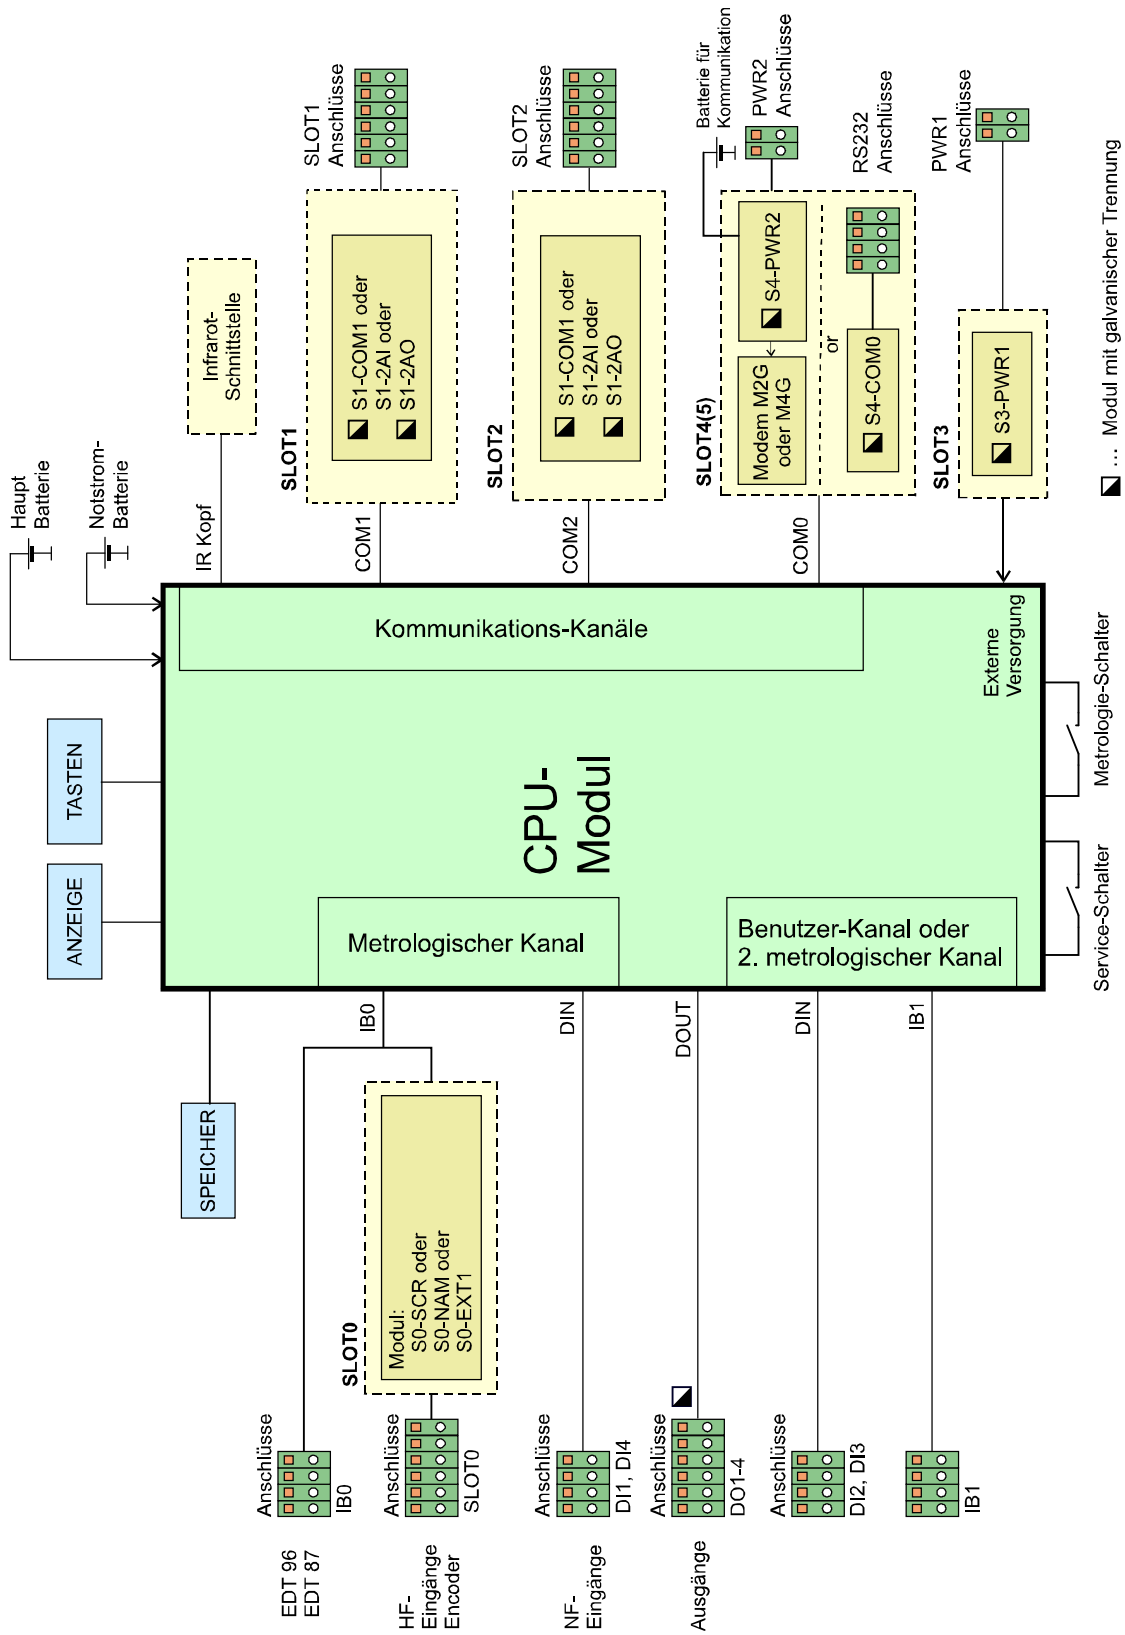 Haupt
Batterie
Notstrom-
Batterie
TASTEN
ANZEIGE
SPEICHER
IR Kopf
Infrarot-
Schnittstelle
COM1
SLOT1
S1-COM1 oder
S1-2AI oder
S1-2AO
SLOT1
Anschlüsse
COM2
SLOT2
S1-COM1 oder
S1-2AI oder
S1-2AO
SLOT2
Anschlüsse
COM0
SLOT4(5)
Modem M2G
oder M4G
S4-PWR2
or
S4-COM0
Batterie für
Kommunikation
PWR2
Anschlüsse
RS232
Anschlüsse
SLOT3
S3-PWR1
PWR1
Anschlüsse
Kommunikations-Kanäle
Externe
Versorgung
CPU-
Modul
Metrologischer Kanal
Benutzer-Kanal oder
2. metrologischer Kanal
Metrologie-Schalter
Service-Schalter
IB0
DIN
DOUT
DIN
IB1
SLOT0
Modul:
S0-SCR oder
S0-NAM oder
S0-EXT1
EDT 96
EDT 87
Anschlüsse
IB0
HF-
Eingänge
Encoder
Anschlüsse
SLOT0
NF-
Eingänge
Anschlüsse
DI1, DI4
Ausgänge
Anschlüsse
DO1-4
Anschlüsse
DI2, DI3
IB1
... Modul mit galvanischer Trennung